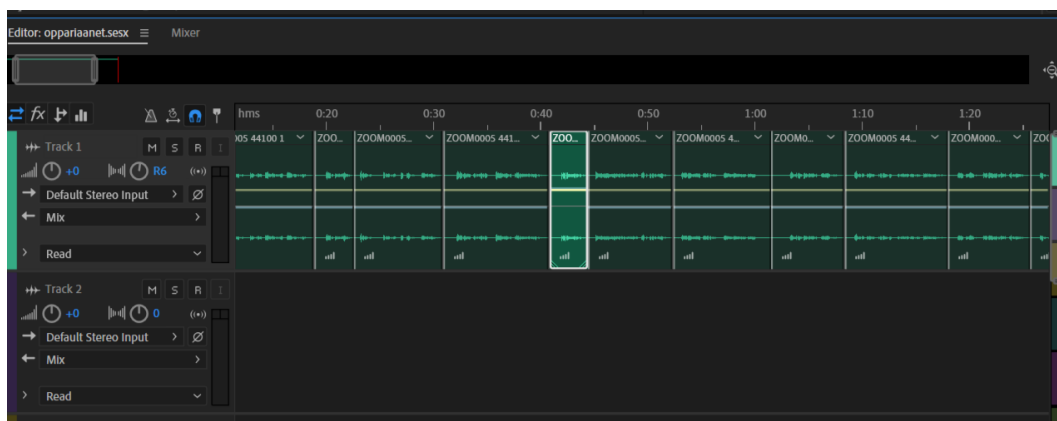 Editor: oppariaanet.sesx ≡ Mixer
fx
hms 0:20 0:30 0:40 0:50 1:00 1:10 1:20
Track 1 M S R I
005 44100 1 ZOO... ZOOM0005... ZOOM0005 441... ZOO... ZOOM0005... ZOOM0005 4... ZOOM0... ZOOM0005 44... ZOOM000... ZOO
+0 R6
Default Stereo Input
Mix
Read
Track 2 M S R I
+0 0
Default Stereo Input
Mix
Read